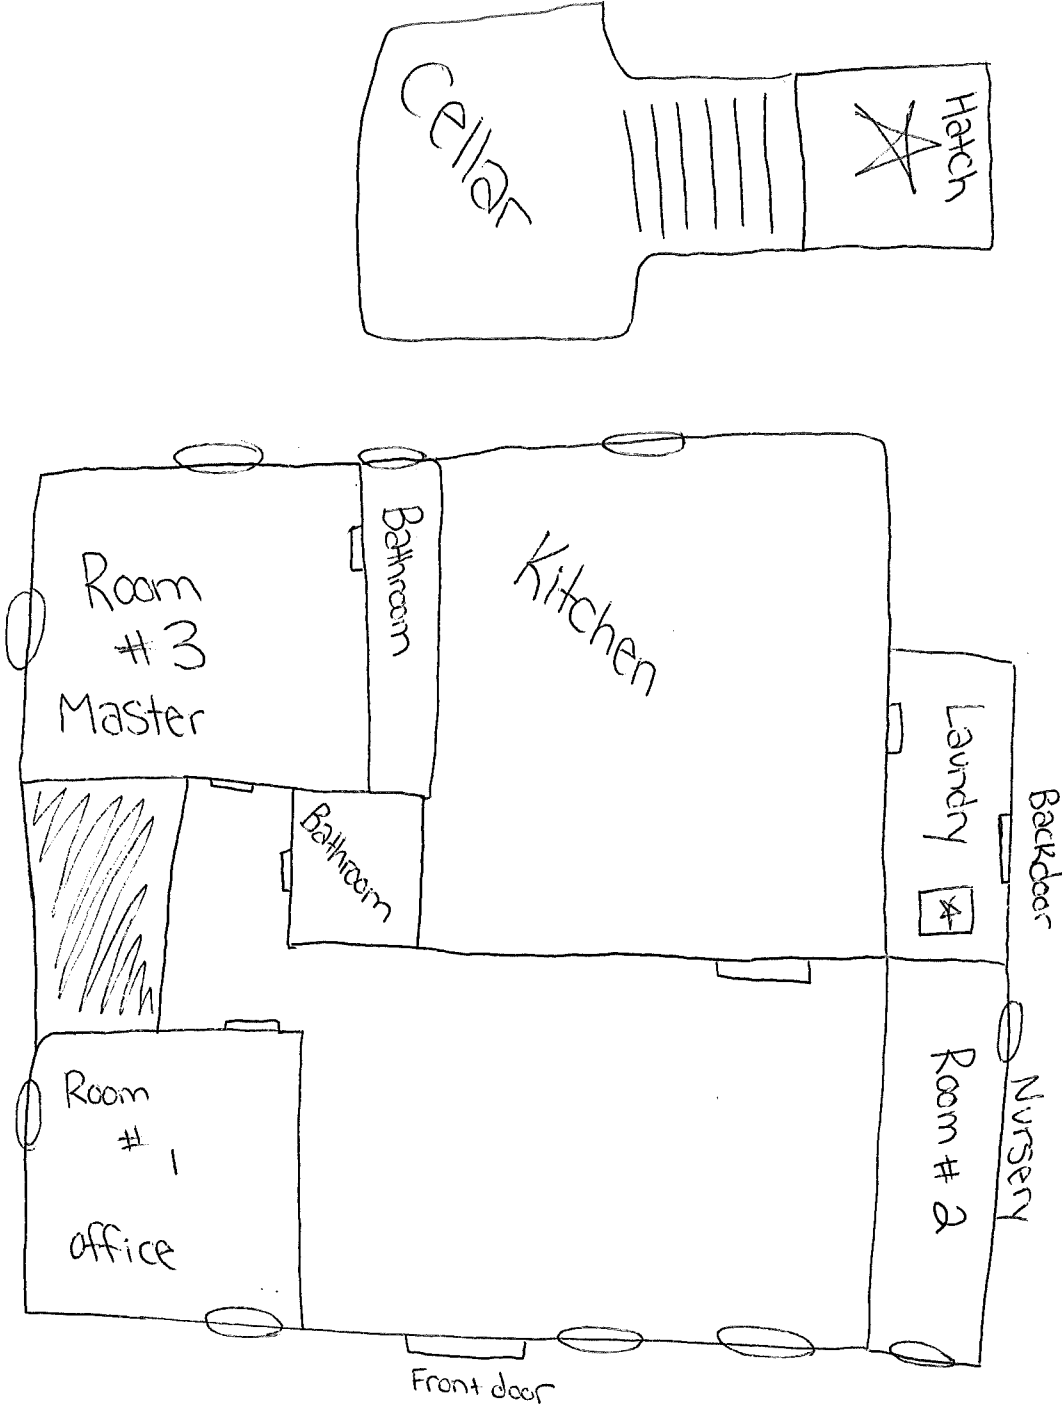 Cellar
Hatch
Room
#3
Master
Bathroom
Kitchen
Laundry
Backdoor
Bathroom
Room
#1
office
Room #2
Nursery
Front door